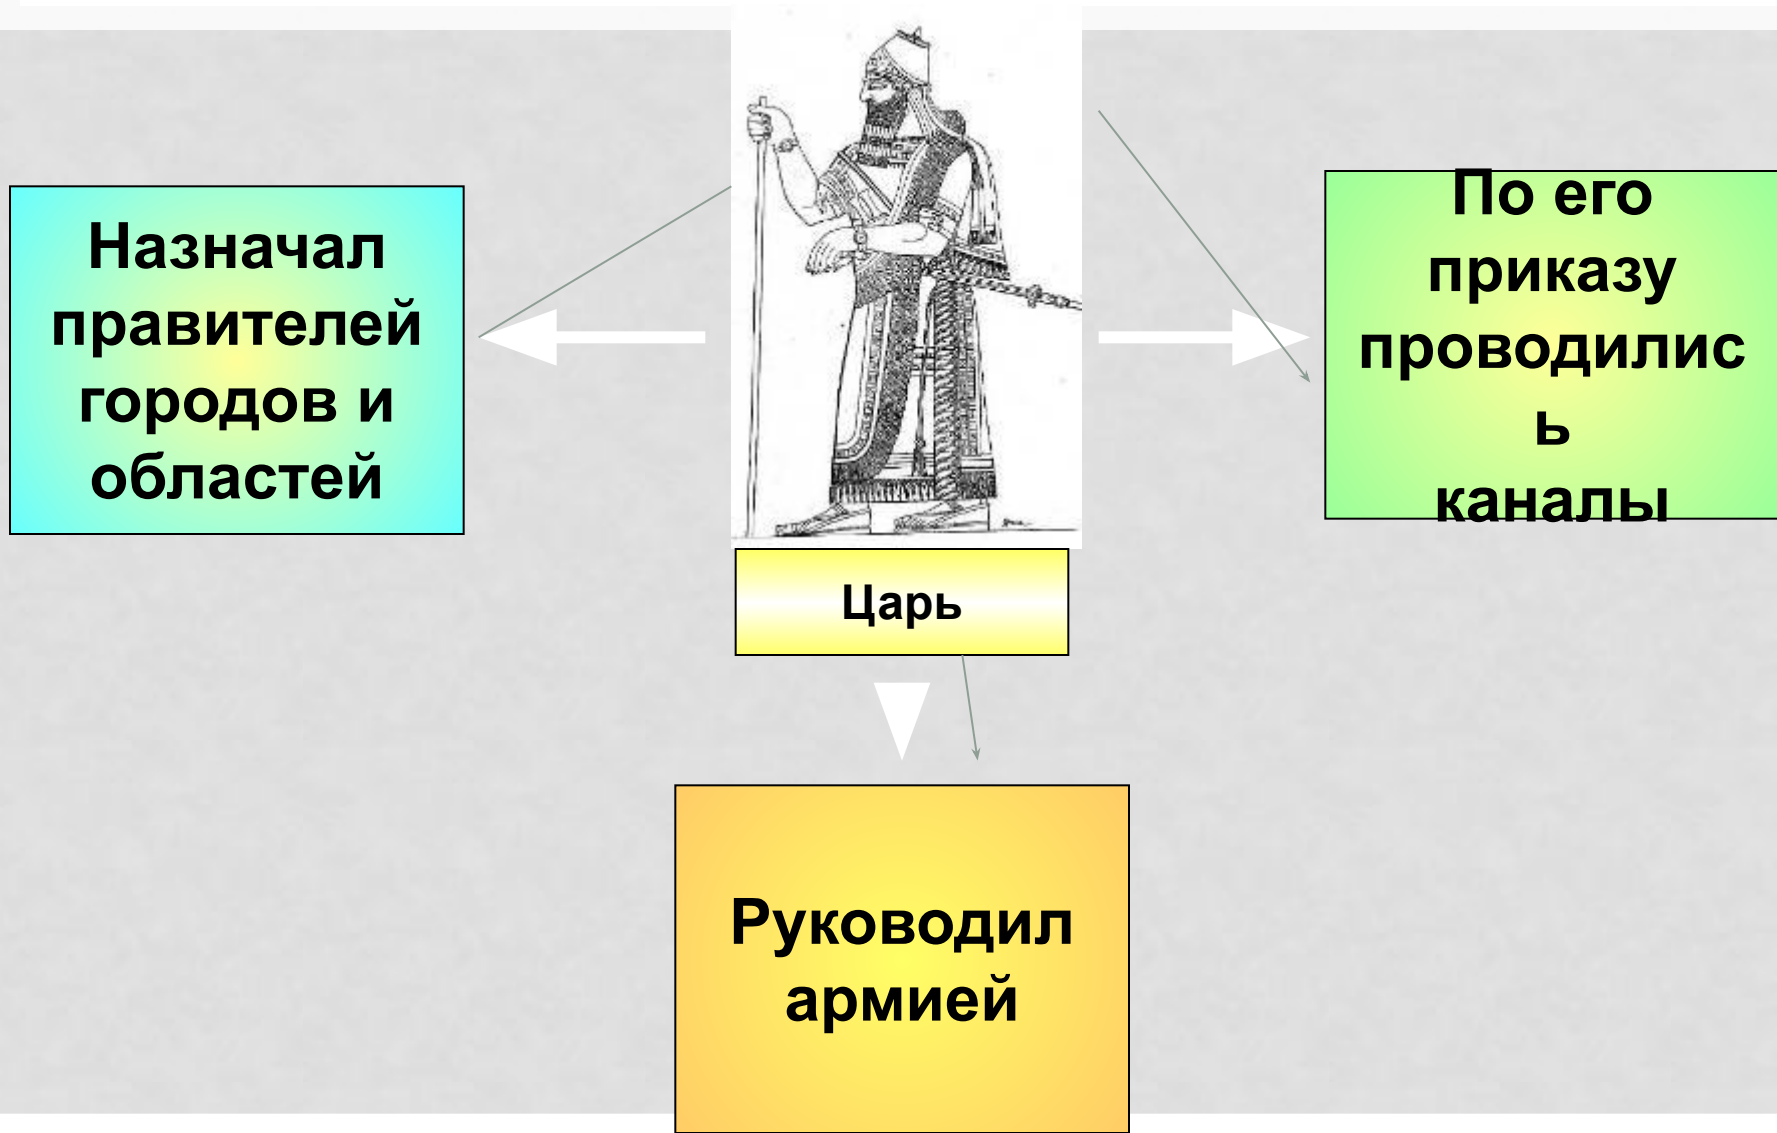 Назначал
правителей
городов и
областей
По его
приказу
проводилис
ь
каналы
Царь
Руководил
армией